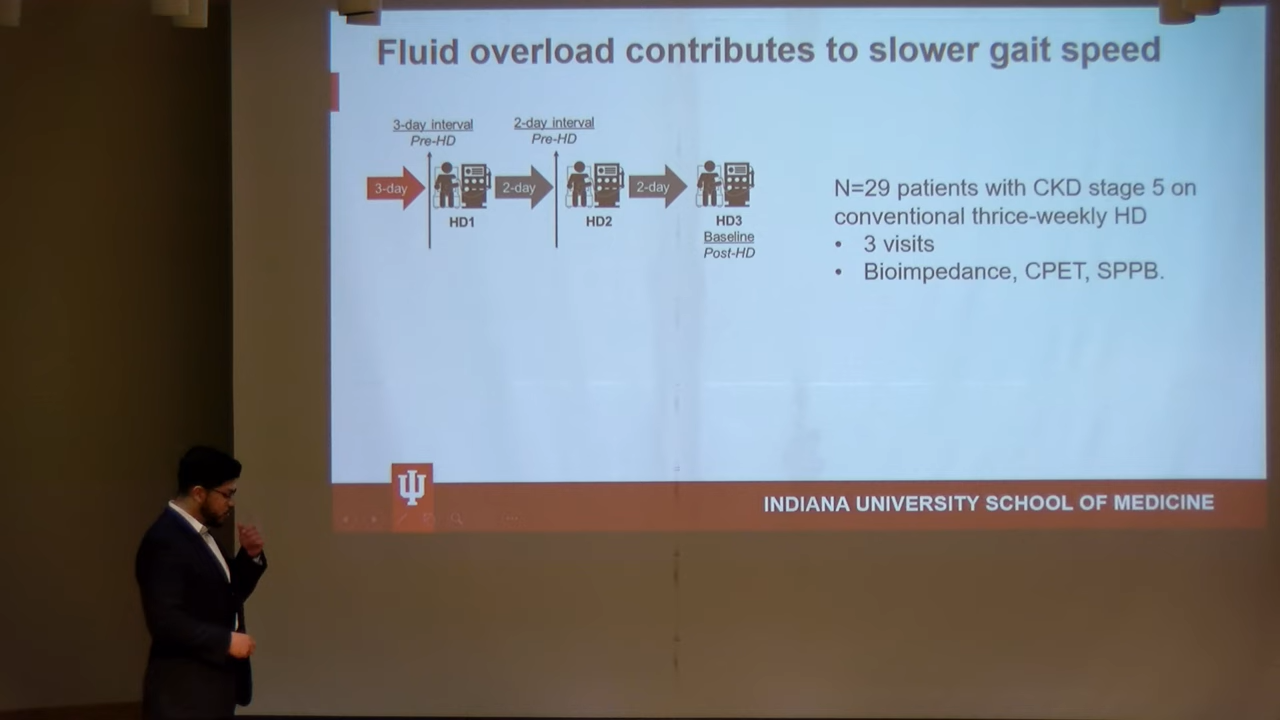 Fluid overload contributes to slower gait speed
3-day interval
Pre-HD
2-day interval
Pre-HD
3-day
2-day
2-day
HD1
HD2
HD3
Baseline
Post-HD
N=29 patients with CKD stage 5 on
conventional thrice-weekly HD
• 3 visits
• Bioimpedance, CPET, SPPB.
INDIANA UNIVERSITY SCHOOL OF MEDICINE